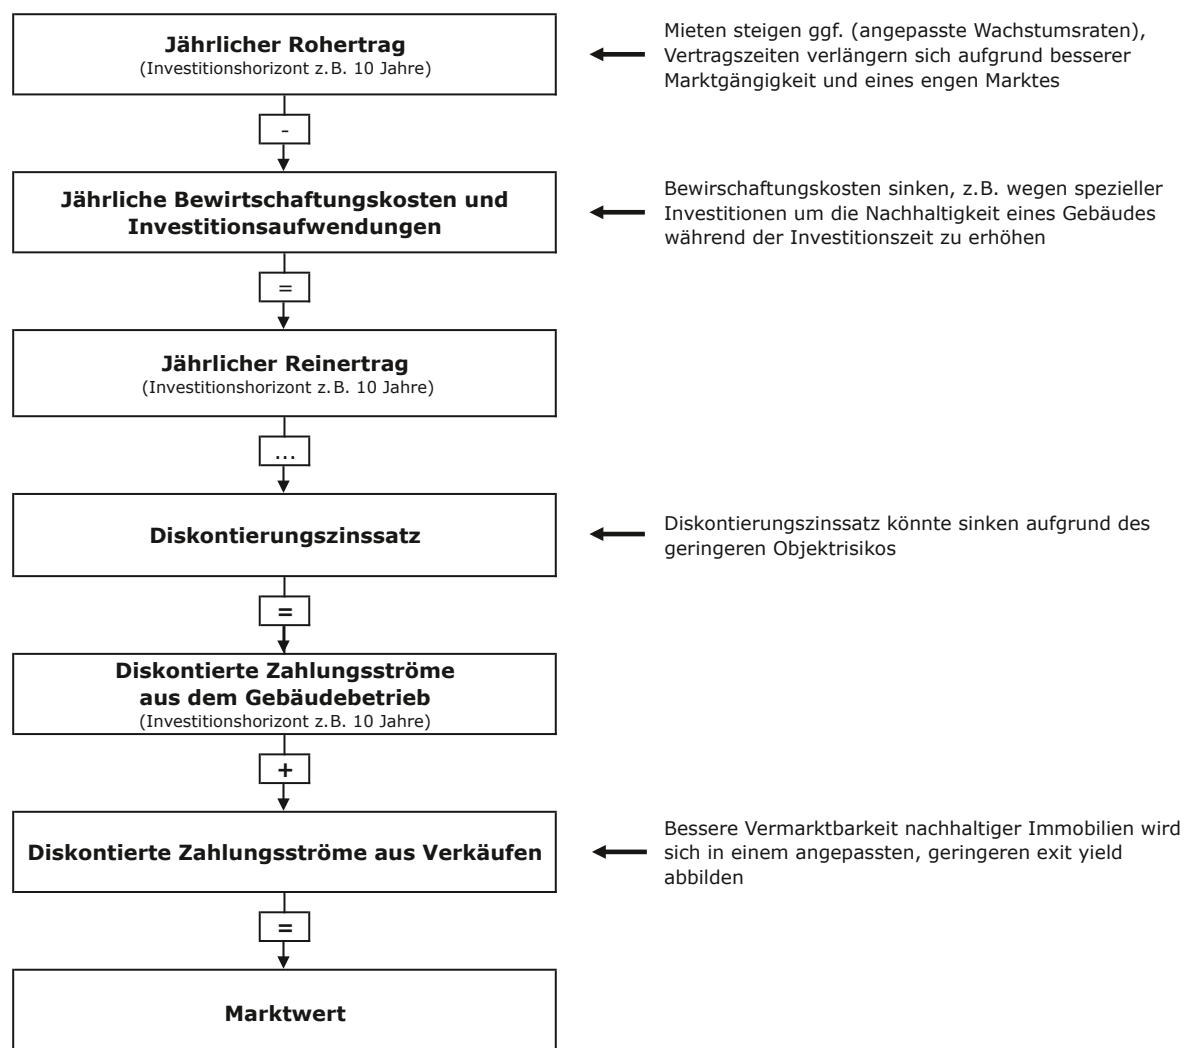 Jährlicher Rohertrag
(Investitionshorizont z.B. 10 Jahre)
Mieten steigen ggf. (angepasste Wachstumsraten),
Vertragszeiten verlängern sich aufgrund besserer
Marktgängigkeit und eines engen Marktes
-
Jährliche Bewirtschaftungskosten und
Investitionsaufwendungen
Bewirschaftungskosten sinken, z.B. wegen spezieller
Investitionen um die Nachhaltigkeit eines Gebäudes
während der Investitionszeit zu erhöhen
=
Jährlicher Reinertrag
(Investitionshorizont z.B. 10 Jahre)
...
Diskontierungszinssatz
Diskontierungszinssatz könnte sinken aufgrund des
geringeren Objektrisikos
=
Diskontierte Zahlungsströme
aus dem Gebäudebetrieb
(Investitionshorizont z.B. 10 Jahre)
+
Diskontierte Zahlungsströme aus Verkäufen
Bessere Vermarktbarkeit nachhaltiger Immobilien wird
sich in einem angepassten, geringeren exit yield
abbilden
=
Marktwert